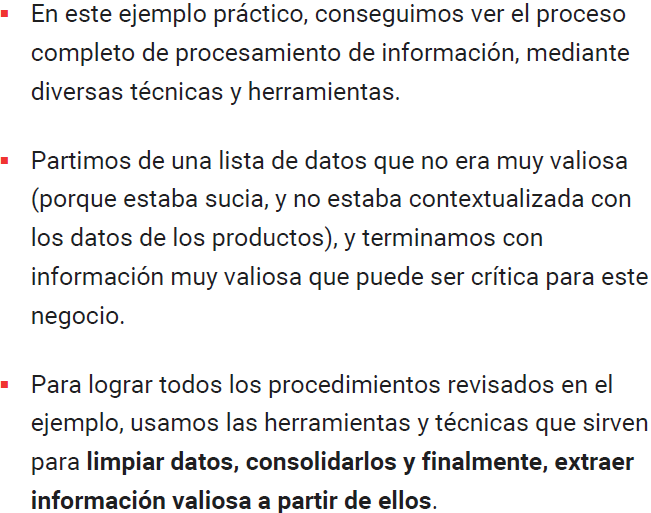 En este ejemplo práctico, conseguimos ver el proceso
completo de procesamiento de información, mediante
diversas técnicas y herramientas.
Partimos de una lista de datos que no era muy valiosa
(porque estaba sucia, y no estaba contextualizada con
los datos de los productos), y terminamos con
información muy valiosa que puede ser crítica para este
negocio.
Para lograr todos los procedimientos revisados en el
ejemplo, usamos las herramientas y técnicas que sirven
para limpiar datos, consolidarlos y finalmente, extraer
información valiosa a partir de ellos.